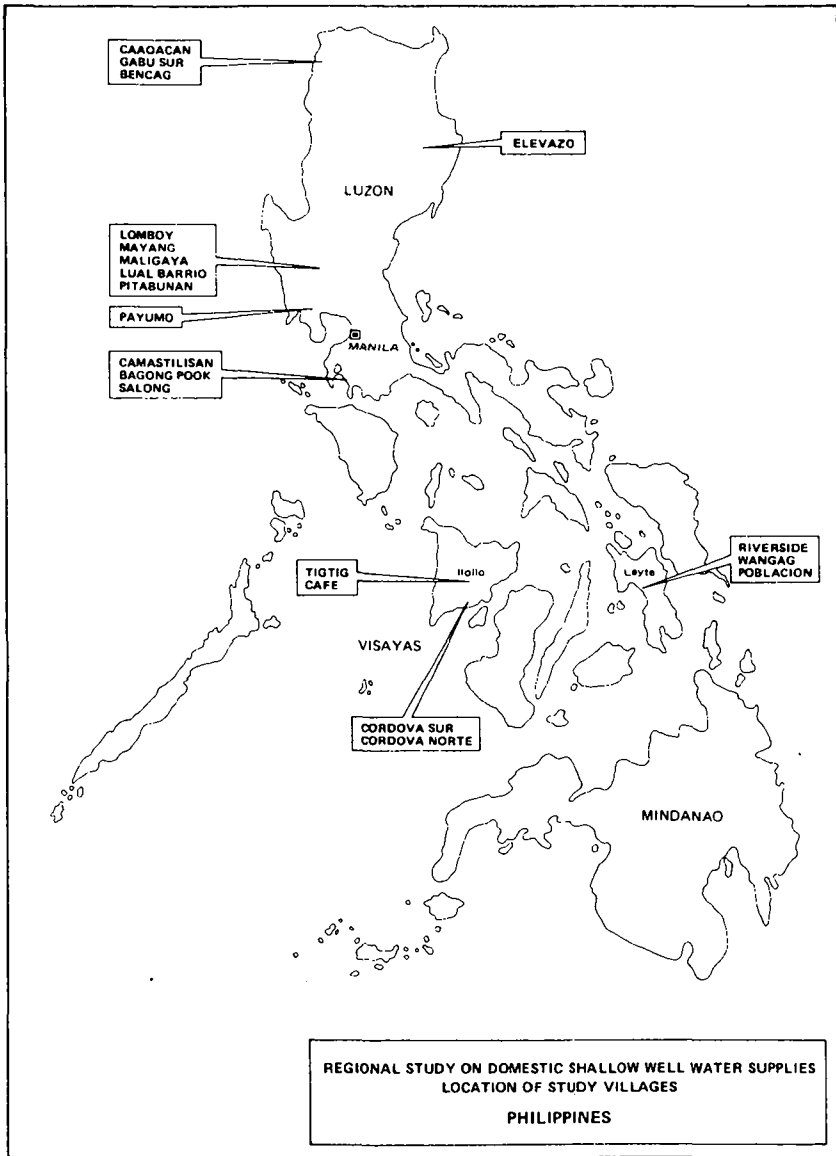 CAAOACAN
GABU SUR
BENCAG
ELEVAZO
LUZON
LOMBOY
MAYANG
MALIGAYA
LUAL BARRIO
PITABUNAN
PAYUMO
MANILA
CAMASTILISAN
BAGONG POOK
SALONG
TIGTIG
CAFE
Iloilo
Leyte
RIVERSIDE
WANGAG
POBLACION
VISAYAS
CORDOVA SUR
CORDOVA NORTE
MINDANAO
REGIONAL STUDY ON DOMESTIC SHALLOW WELL WATER SUPPLIES
LOCATION OF STUDY VILLAGES
PHILIPPINES